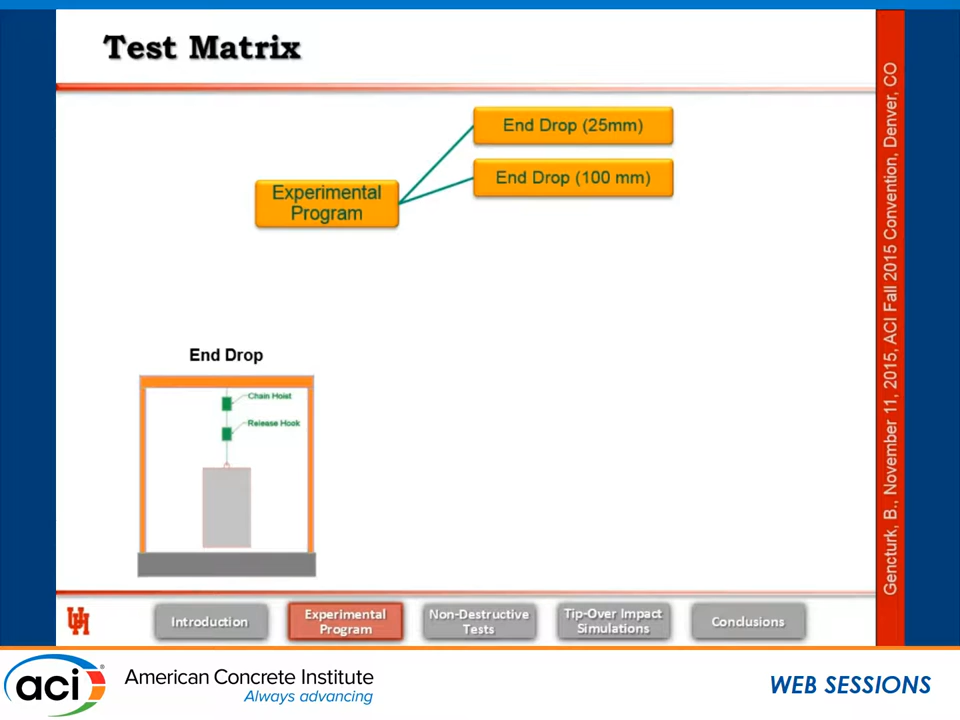 Test Matrix
End Drop (25mm)
End Drop (100 mm)
Experimental
Program
End Drop
Chain Hoist
Release Hook
Gencturk, B., November 11, 2015, ACI Fall 2015 Convention, Denver, CO
UH
Introduction
Experimental
Program
Non-Destructive
Tests
Tip-Over Impact
Simulations
Conclusions
aci®
American Concrete Institute
Always advancing
WEB SESSIONS